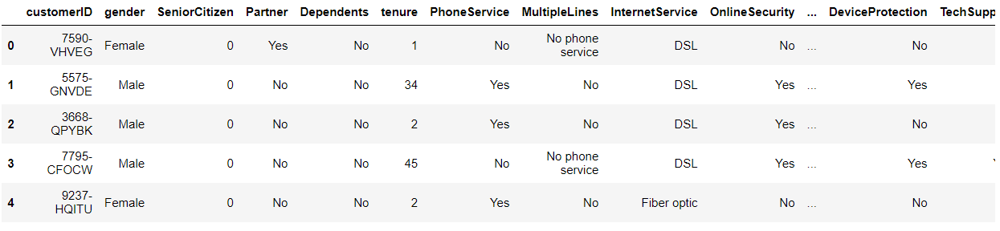 customerID gender SeniorCitizen Partner Dependents tenure PhoneService MultipleLines InternetService OnlineSecurity ... DeviceProtection TechSupp
0 7590-VHVEG Female 0 Yes No 1 No No phone service DSL No ... No
1 5575-GNVDE Male 0 No No 34 Yes No DSL Yes ... Yes
2 3668-QPYBK Male 0 No No 2 Yes No DSL Yes ... No
3 7795-CFOCW Male 0 No No 45 No No phone service DSL Yes ... Yes
4 9237-HQITU Female 0 No No 2 Yes No Fiber optic No ... No